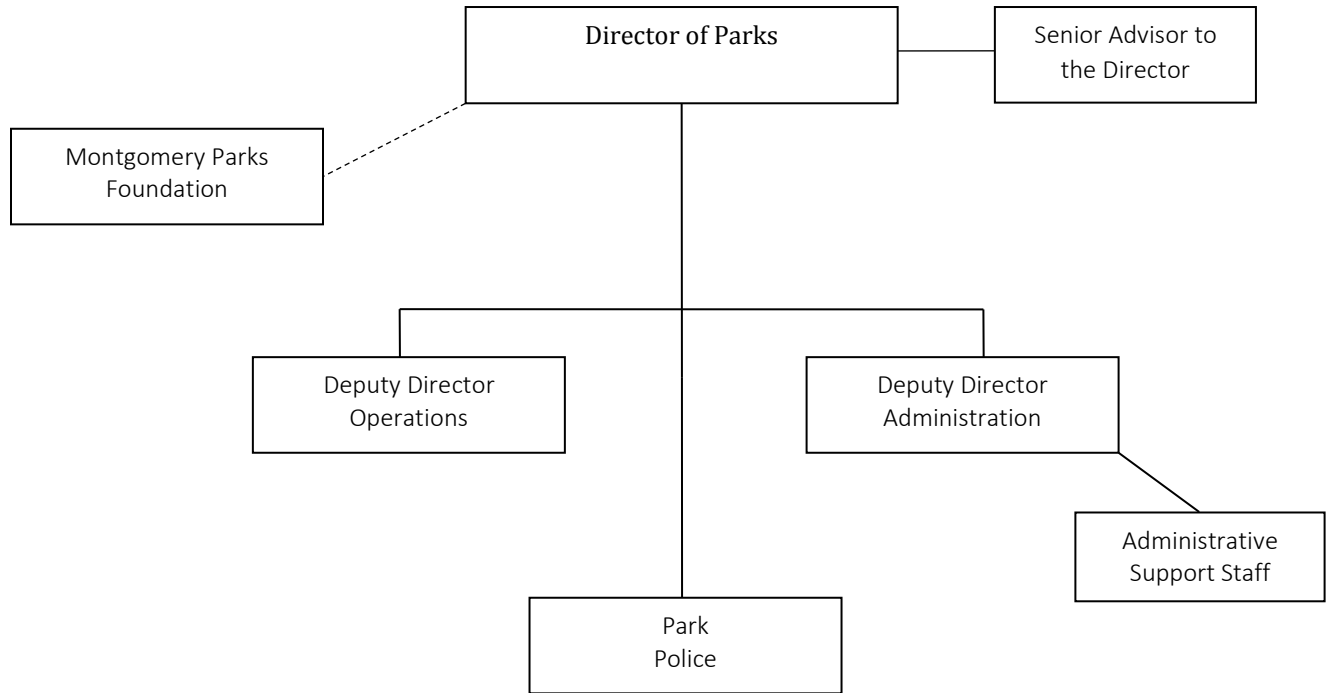 Director of Parks
Senior Advisor to
the Director
Montgomery Parks
Foundation
Deputy Director
Operations
Deputy Director
Administration
Administrative
Support Staff
Park
Police